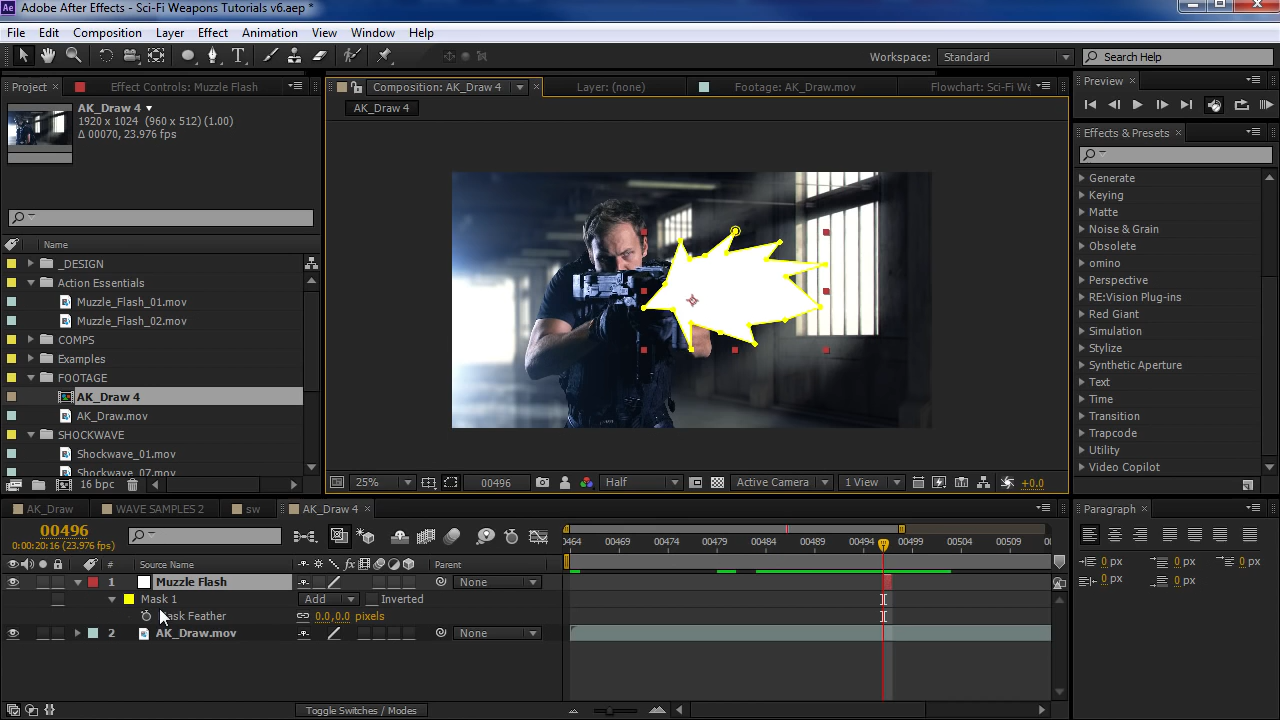 Adobe After Effects - Sci-Fi Weapons Tutorials v6.aep *
File Edit Composition Layer Effect Animation View Window Help
Workspace: Standard Search Help
Project Effect Controls: Muzzle Flash Composition: AK_Draw 4 Layer: (none) Footage: AK_Draw.mov Flowchart: Sci-Fi We Preview
AK_Draw 4
1920 x 1024 (960 x 512) (1.00)
Δ 00070, 23.976 fps
AK_Draw 4
Effects & Presets
Name
_DESIGN
Action Essentials
Muzzle_Flash_01.mov
Muzzle_Flash_02.mov
COMPS
Examples
FOOTAGE
AK_Draw 4
AK_Draw.mov
SHOCKWAVE
Shockwave_01.mov
Shockwave_07.mov
16 bpc
Generate
Keying
Matte
Noise & Grain
Obsolete
omino
Perspective
RE:Vision Plug-ins
Red Giant
Simulation
Stylize
Synthetic Aperture
Text
Time
Transition
Trapcode
Utility
Video Copilot
25% 00496 Half Active Camera 1 View +0.0
AK_Draw WAVE SAMPLES 2 sw AK_Draw 4 Paragraph
00496
0:00:20:16 (23.976 fps)
0464 00469 00474 00479 00484 00489 00494 00499 00504 00509
# Source Name Parent
1 Muzzle Flash None
Mask 1 Add Inverted
Mask Feather 0.0,0.0 pixels
2 AK_Draw.mov None
0 px 0 px 0 px
0 px 0 px
Toggle Switches / Modes